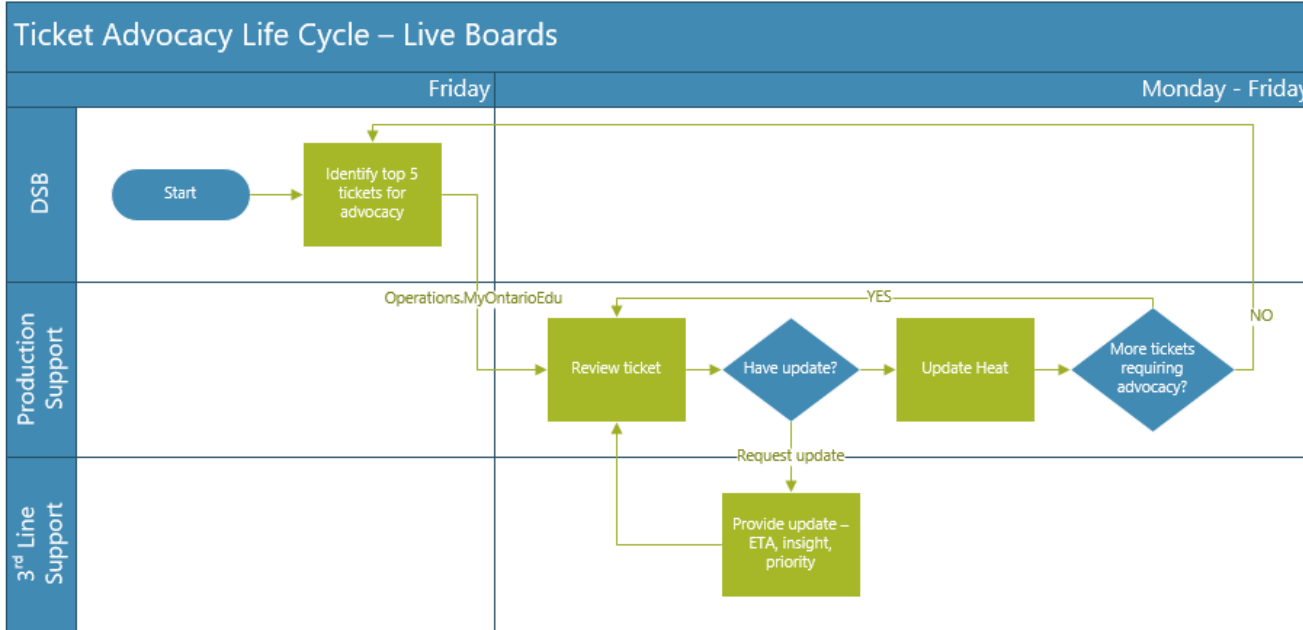 Ticket Advocacy Life Cycle – Live Boards
Friday
Monday - Friday
DSB
Start
Identify top 5
tickets for
advocacy
Production
Support
Operations.MyOntarioEdu
YES
NO
Review ticket
Have update?
Update Heat
More tickets
requiring
advocacy?
Request update
3rd Line
Support
Provide update –
ETA, insight,
priority